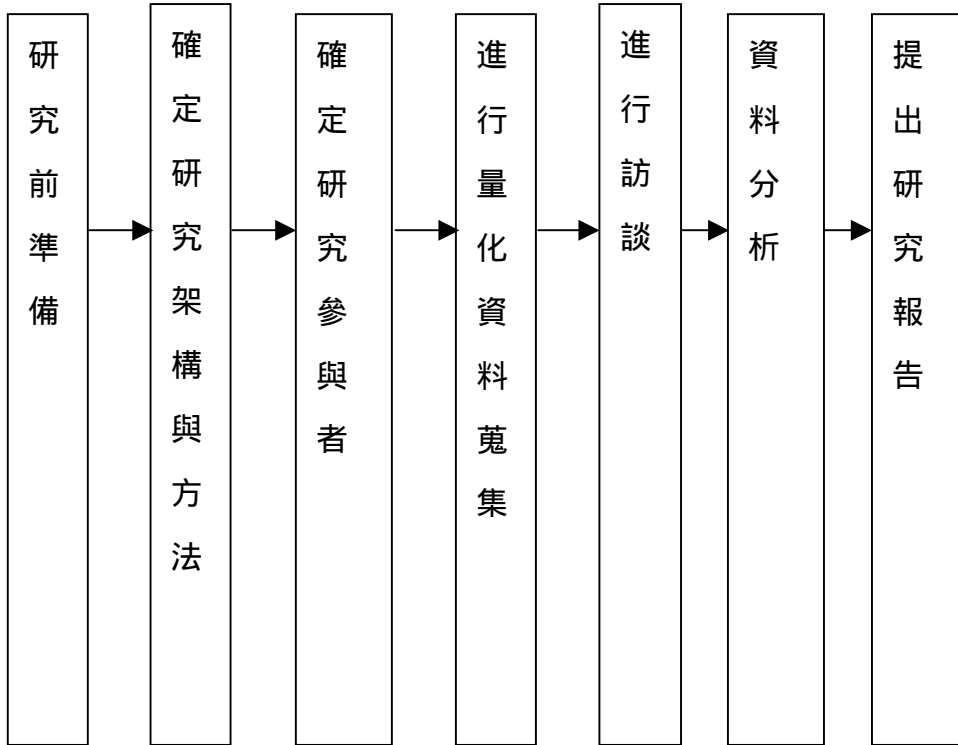 研究前準備
確定研究架構與方法
確定研究參與者
進行量化資料蒐集
進行訪談
資料分析
提出研究報告